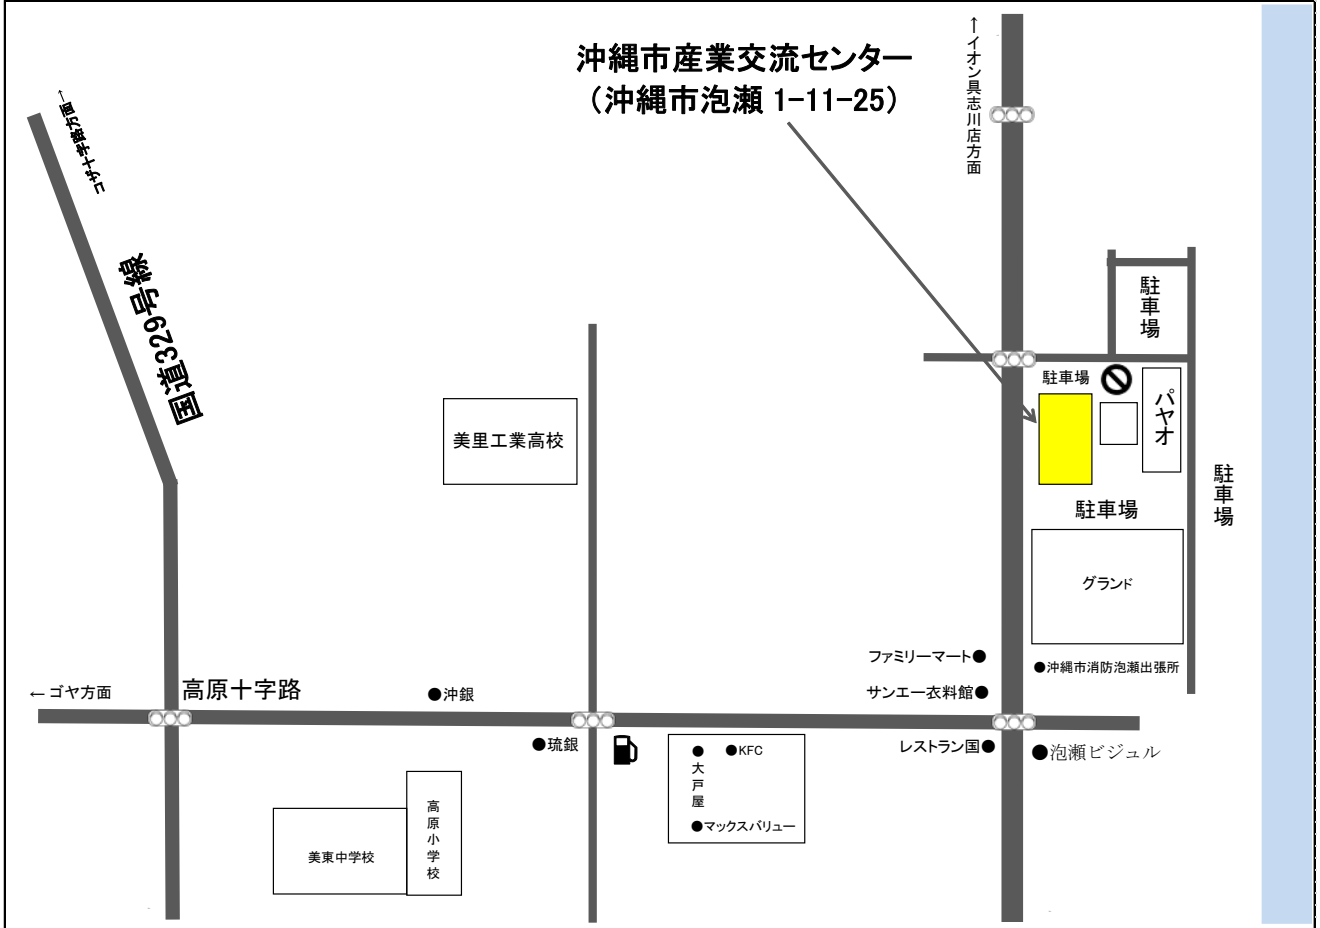 沖縄市産業交流センター
（沖縄市泡瀬 1-11-25）
←イオン具志川店方面
コザ十字路方面→
国道329号線
駐車場
駐車場
パヤオ
美里工業高校
駐車場
駐車場
グランド
ファミリーマート●
●沖縄市消防泡瀬出張所
←ゴヤ方面
高原十字路
●沖銀
サンエー衣料館●
●琉銀
●大戸屋
●KFC
レストラン国●
●泡瀬ビジュル
●マックスバリュー
高原小学校
美東中学校